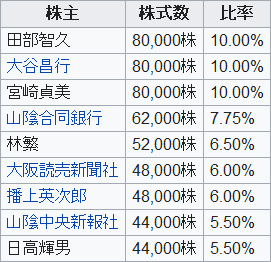 株主 株式数 比率
田部智久 80,000株 10.00%
大谷昌行 80,000株 10.00%
宮崎貞美 80,000株 10.00%
山陰合同銀行 62,000株 7.75%
林繁 52,000株 6.50%
大阪読売新聞社 48,000株 6.00%
播上英次郎 48,000株 6.00%
山陰中央新報社 44,000株 5.50%
日高輝男 44,000株 5.50%